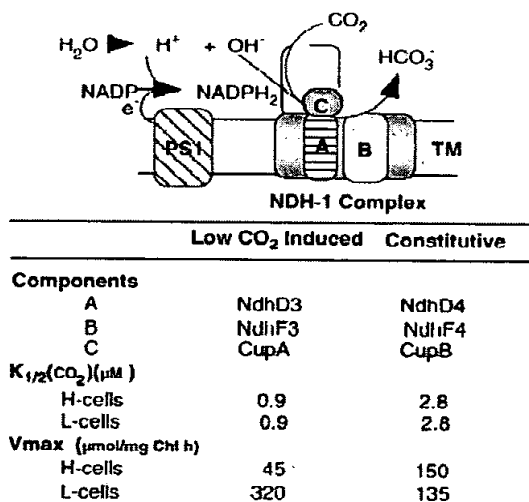 CO2
H2O H+ + OH- HCO3-
NADP NADPH2
e-
C
PS1 A B TM
NDH-1 Complex
Low CO2 Induced Constitutive
Components
A NdhD3 NdhD4
B NdhF3 NdhF4
C CupA CupB
K1/2(CO2)(μM)
H-cells 0.9 2.8
L-cells 0.9 2.8
Vmax (μmol/mg Chl h)
H-cells 45 150
L-cells 320 135